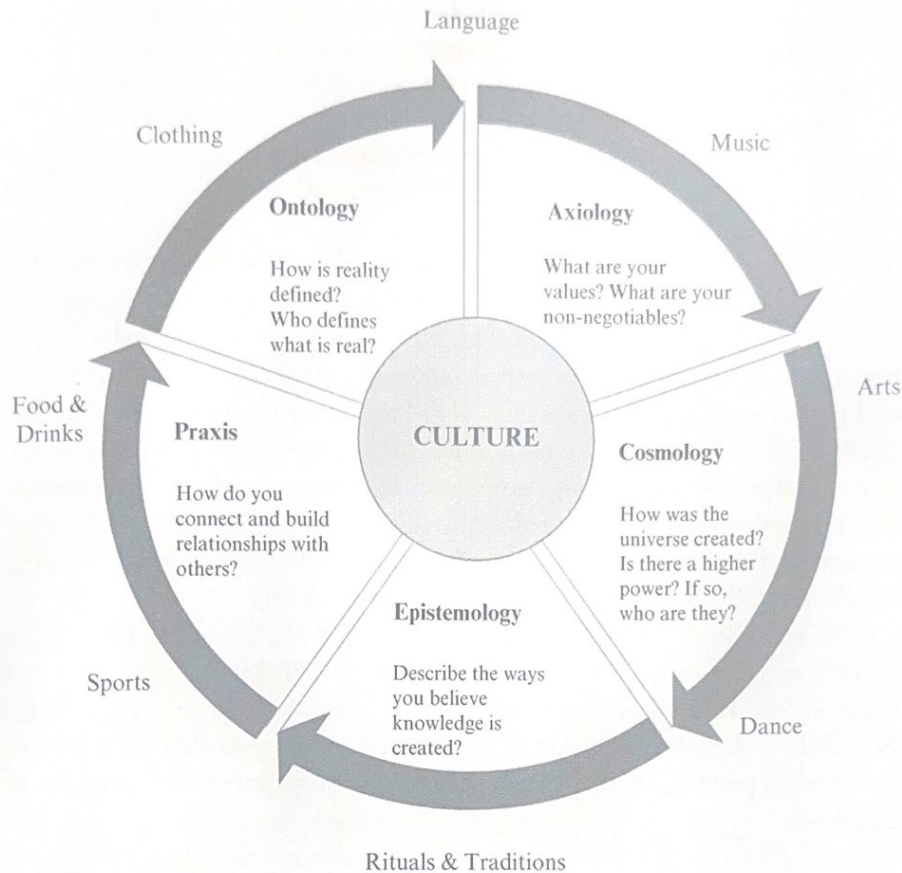 Language
Clothing
Music
Ontology
How is reality
defined?
Who defines
what is real?
Axiology
What are your
values? What are your
non-negotiables?
Arts
Food &
Drinks
Praxis
How do you
connect and build
relationships with
others?
CULTURE
Cosmology
How was the
universe created?
Is there a higher
power? If so,
who are they?
Epistemology
Describe the ways
you believe
knowledge is
created?
Sports
Dance
Rituals & Traditions